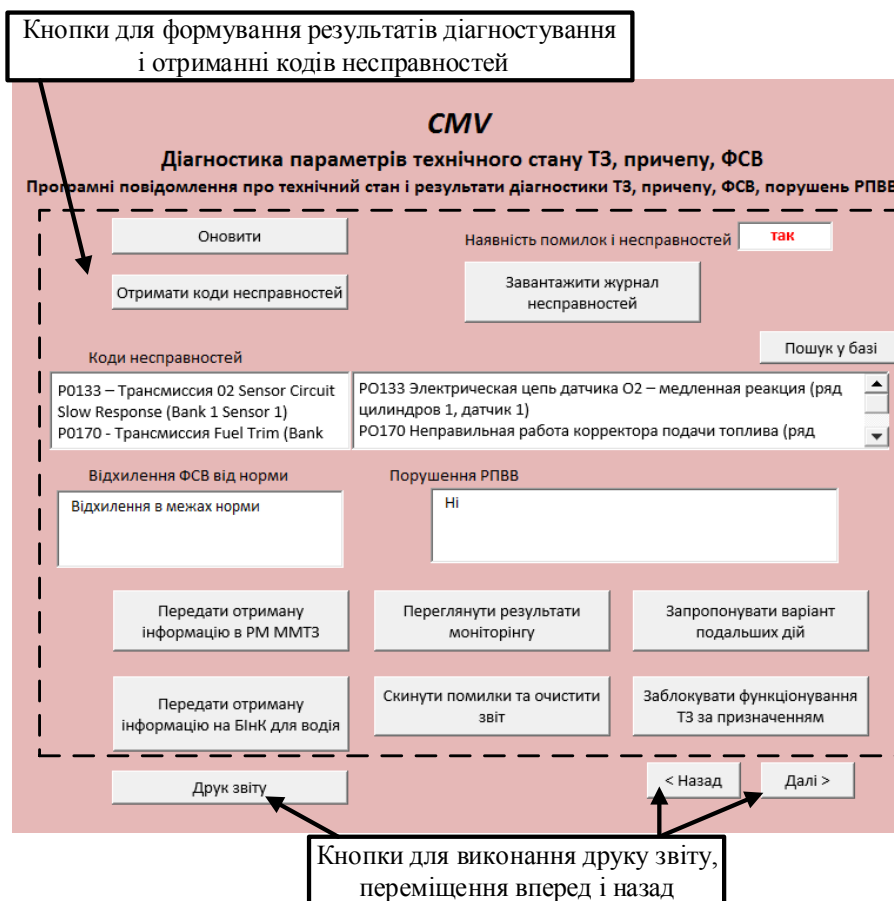 Кнопки для формування результатів діагностування
і отриманні кодів несправностей
CMV
Діагностика параметрів технічного стану ТЗ, причепу, ФСВ
Програмні повідомлення про технічний стан і результати діагностики ТЗ, причепу, ФСВ, порушень РПВВ
Оновити
Наявність помилок і несправностей
так
Отримати коди несправностей
Завантажити журнал
несправностей
Пошук у базі
Коди несправностей
P0133 – Трансмиссия 02 Sensor Circuit
Slow Response (Bank 1 Sensor 1)
P0170 - Трансмиссия Fuel Trim (Bank
PO133 Электрическая цепь датчика О2 – медленная реакция (ряд
цилиндров 1, датчик 1)
PO170 Неправильная работа корректора подачи топлива (ряд
Відхилення ФСВ від норми
Порушення РПВВ
Відхилення в межах норми
Ні
Передати отриману
інформацію в РМ ММТЗ
Переглянути результати
моніторінгу
Запропонувати варіант
подальших дій
Передати отриману
інформацію на БІнК для водія
Скинути помилки та очистити
звіт
Заблокувати функціонування
ТЗ за призначенням
Друк звіту
< Назад
Далі >
Кнопки для виконання друку звіту,
переміщення вперед і назад